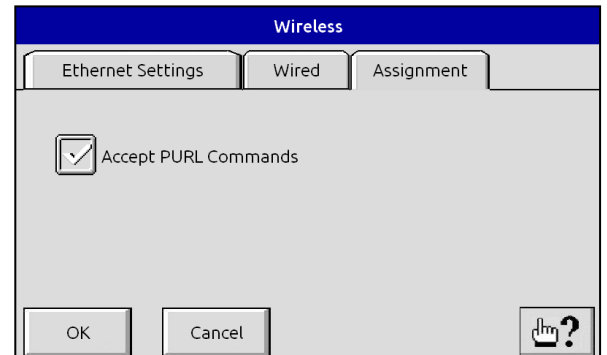 Wireless
Ethernet Settings Wired Assignment
Accept PURL Commands
OK Cancel ?